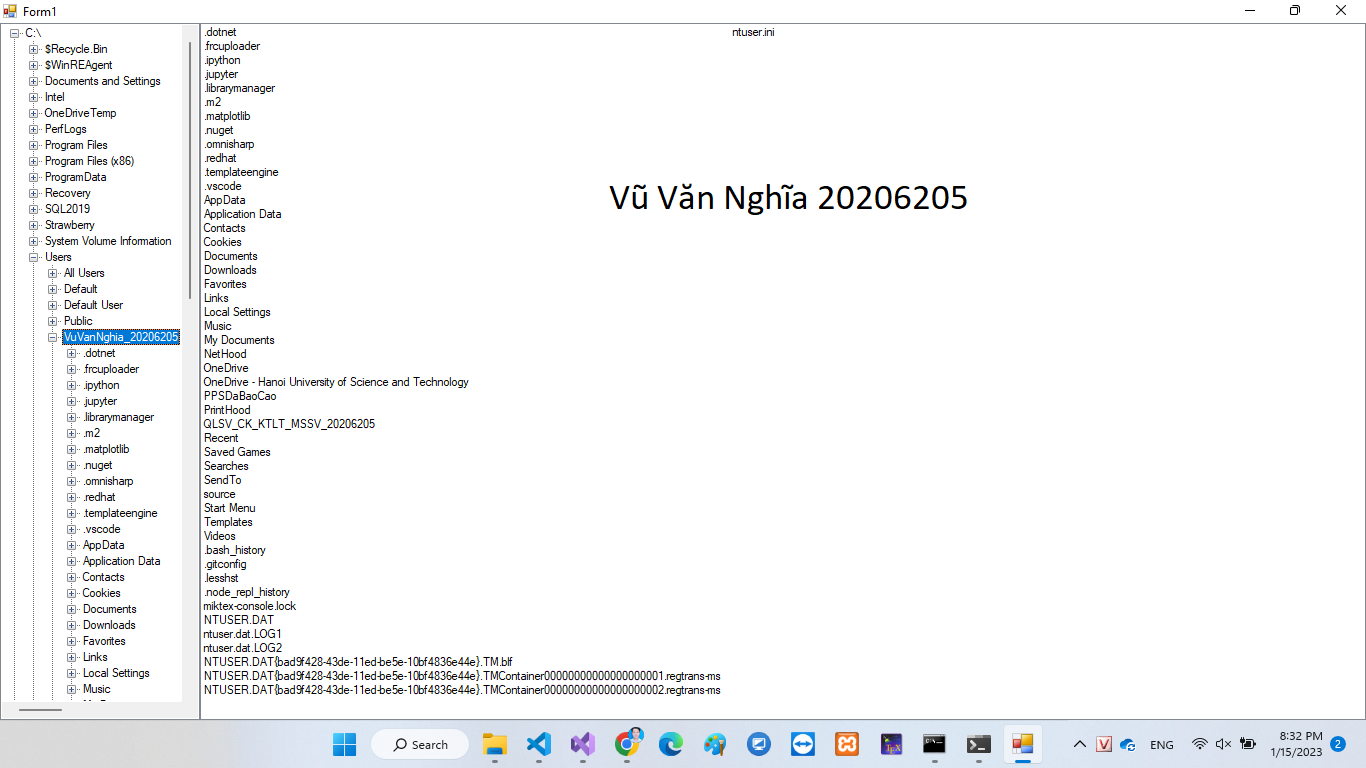 Form1
C:\
$Recycle.Bin
$WinREAgent
Documents and Settings
Intel
OneDriveTemp
PerfLogs
Program Files
Program Files (x86)
ProgramData
Recovery
SQL2019
Strawberry
System Volume Information
Users
All Users
Default
Default User
Public
VuVanNghia_20206205
.dotnet
.frcuploader
.ipython
.jupyter
.librarymanager
.m2
.matplotlib
.nuget
.omnisharp
.redhat
.templateengine
.vscode
AppData
Application Data
Contacts
Cookies
Documents
Downloads
Favorites
Links
Local Settings
Music
.dotnet
.frcuploader
.ipython
.jupyter
.librarymanager
.m2
.matplotlib
.nuget
.omnisharp
.redhat
.templateengine
.vscode
AppData
Application Data
Contacts
Cookies
Documents
Downloads
Favorites
Links
Local Settings
Music
My Documents
NetHood
OneDrive
OneDrive - Hanoi University of Science and Technology
PPSDaBaoCao
PrintHood
QLSV_CK_KTLT_MSSV_20206205
Recent
Saved Games
Searches
SendTo
source
Start Menu
Templates
Videos
.bash_history
.gitconfig
.lesshst
.node_repl_history
miktex-console.lock
NTUSER.DAT
ntuser.dat.LOG1
ntuser.dat.LOG2
NTUSER.DAT{bad9f428-43de-11ed-be5e-10bf4836e44e}.TM.blf
NTUSER.DAT{bad9f428-43de-11ed-be5e-10bf4836e44e}.TMContainer00000000000000000001.regtrans-ms
NTUSER.DAT{bad9f428-43de-11ed-be5e-10bf4836e44e}.TMContainer00000000000000000002.regtrans-ms
ntuser.ini
Vũ Văn Nghĩa 20206205
Search
ENG
8:32 PM
1/15/2023
2